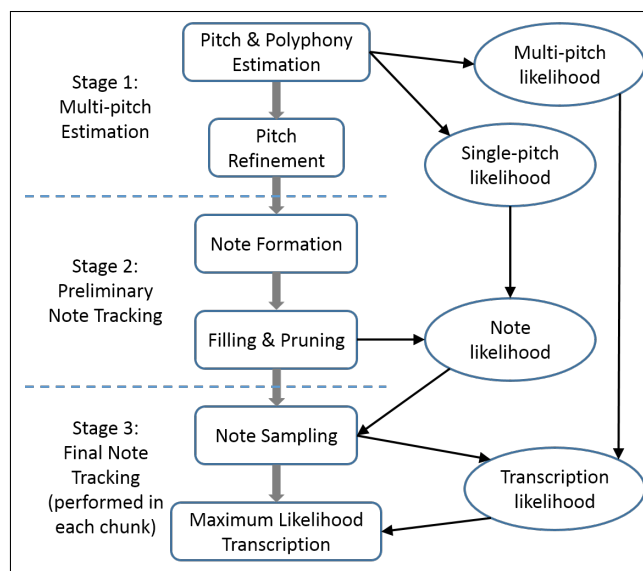 Pitch & Polyphony
Estimation
Multi-pitch
likelihood
Stage 1:
Multi-pitch
Estimation
Pitch
Refinement
Single-pitch
likelihood
Note Formation
Stage 2:
Preliminary
Note Tracking
Filling & Pruning
Note
likelihood
Stage 3:
Final Note
Tracking
(performed in
each chunk)
Note Sampling
Transcription
likelihood
Maximum Likelihood
Transcription